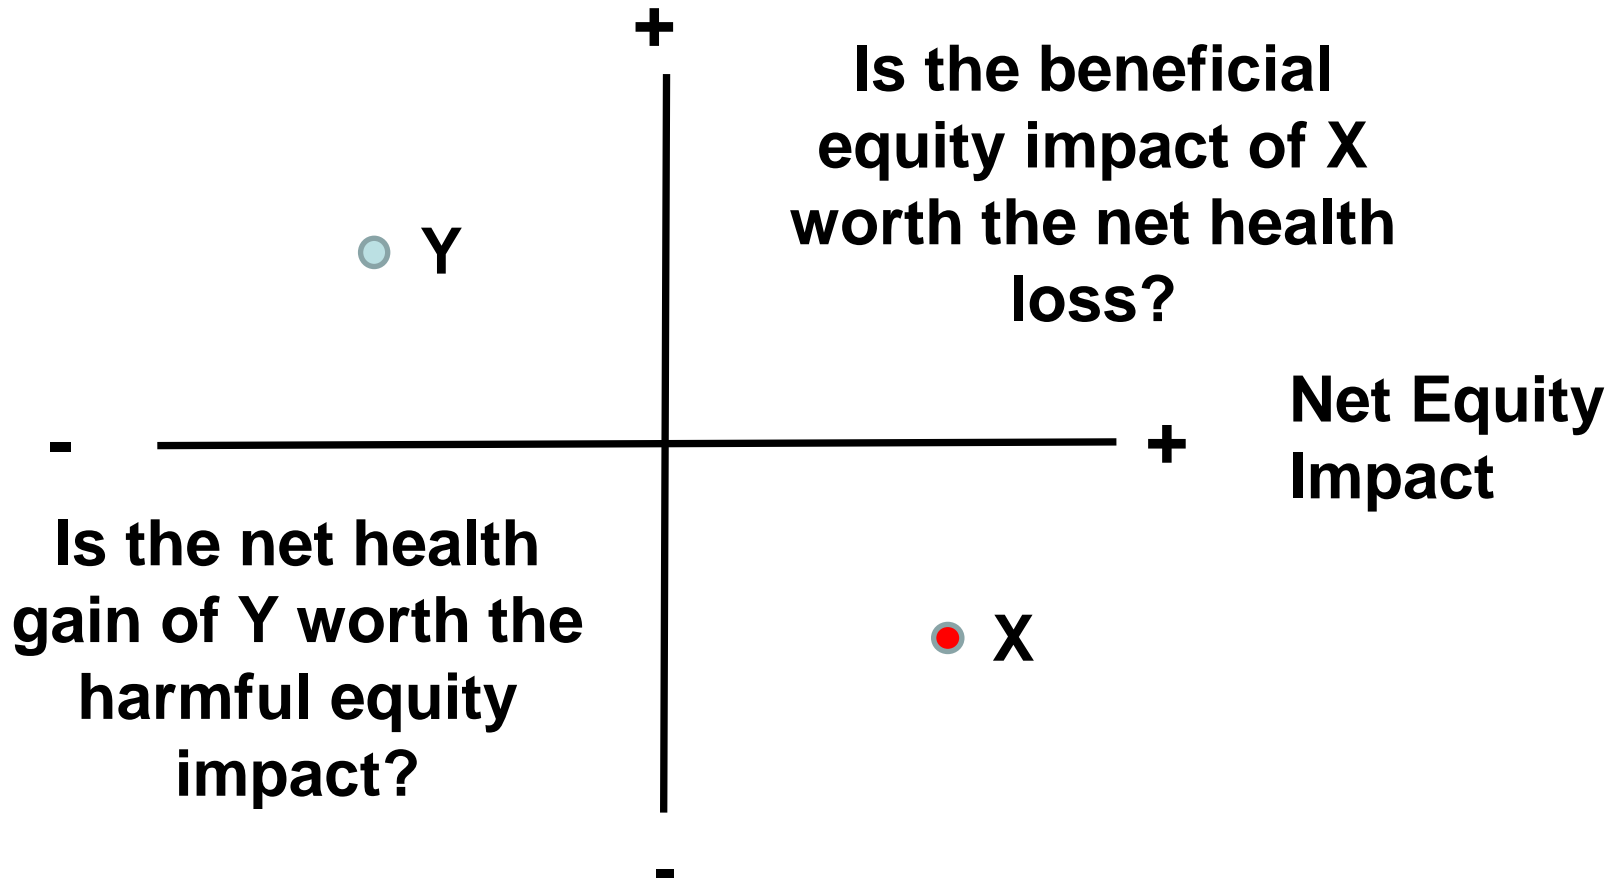 +
Is the beneficial
equity impact of X
worth the net health
loss?
Y
Net Equity
Impact
-
+
Is the net health
gain of Y worth the
harmful equity
impact?
X
-